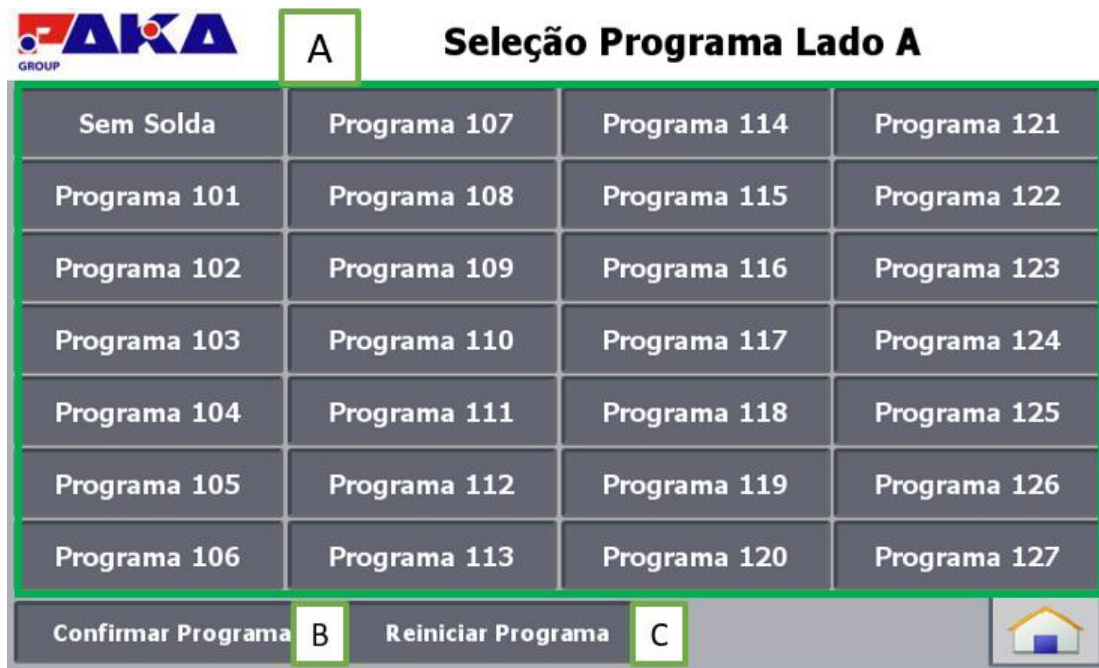 PAKA
GROUP
A
Seleção Programa Lado A
Sem Solda Programa 107 Programa 114 Programa 121
Programa 101 Programa 108 Programa 115 Programa 122
Programa 102 Programa 109 Programa 116 Programa 123
Programa 103 Programa 110 Programa 117 Programa 124
Programa 104 Programa 111 Programa 118 Programa 125
Programa 105 Programa 112 Programa 119 Programa 126
Programa 106 Programa 113 Programa 120 Programa 127
Confirmar Programa B Reiniciar Programa C